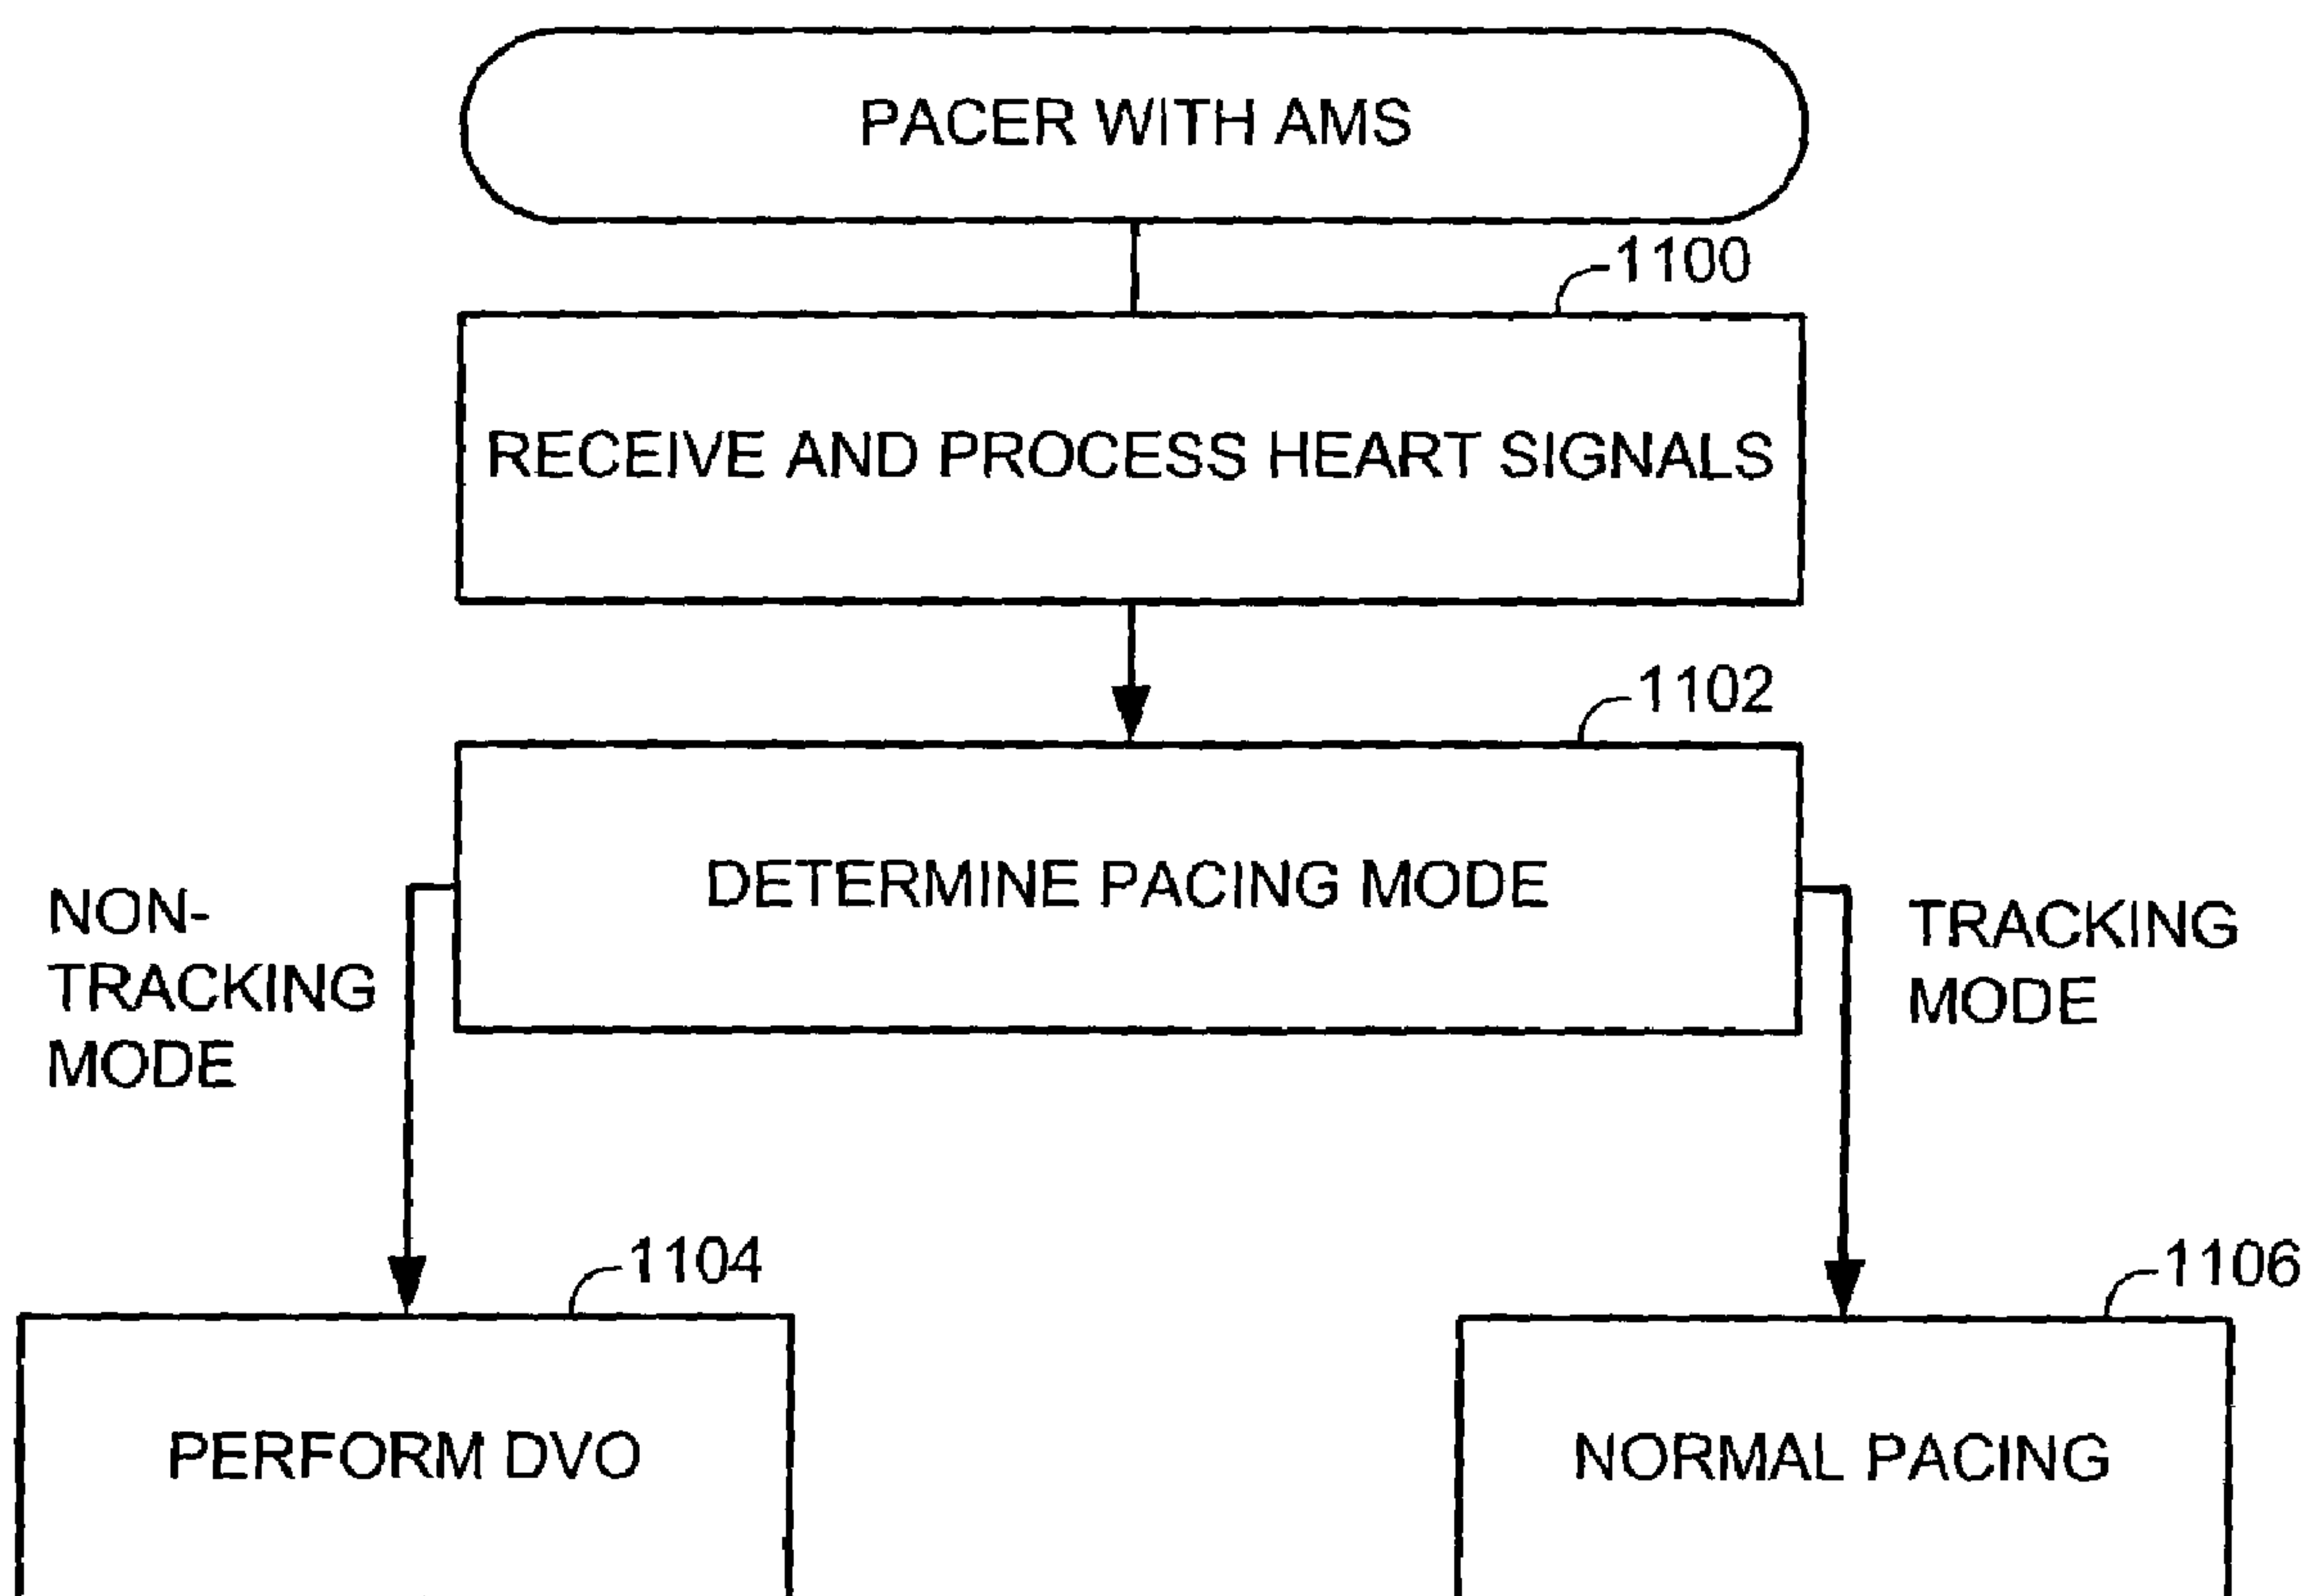 PACER WITH AMS
1100
RECEIVE AND PROCESS HEART SIGNALS
1102
DETERMINE PACING MODE
NON-
TRACKING
MODE
TRACKING
MODE
1104
1106
PERFORM DVO
NORMAL PACING